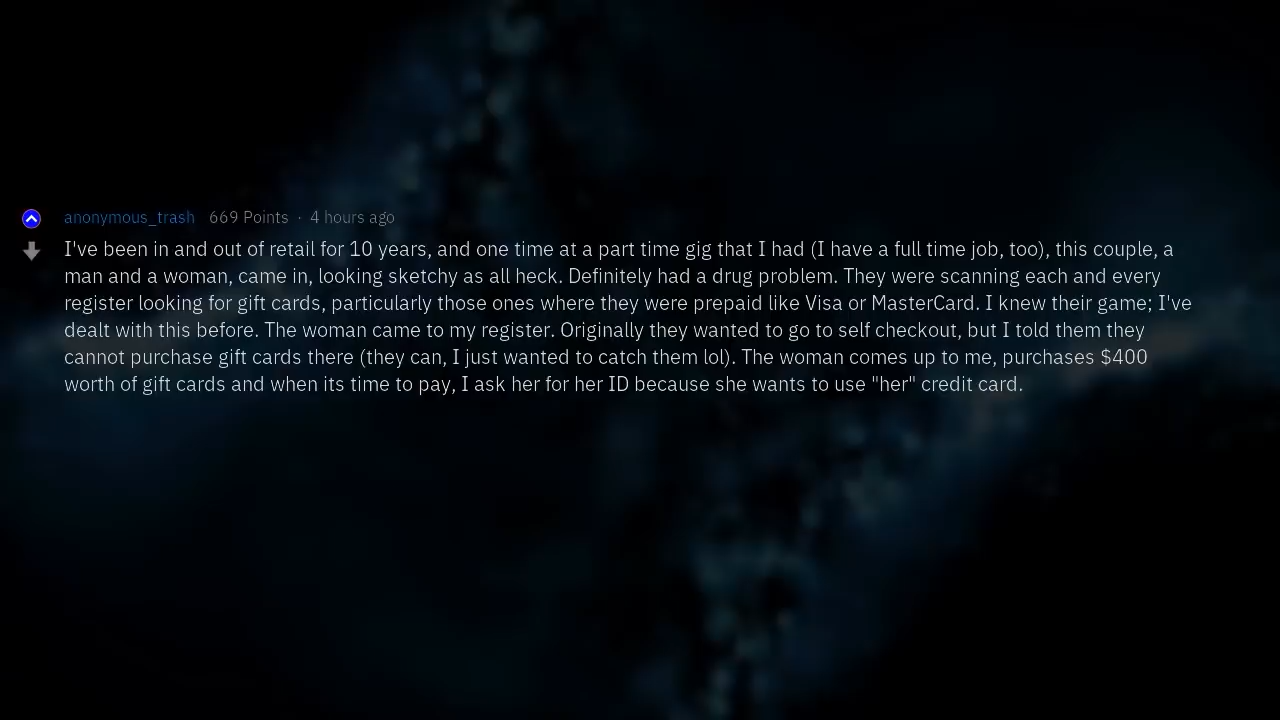 anonymous_trash 669 Points · 4 hours ago
I've been in and out of retail for 10 years, and one time at a part time gig that I had (I have a full time job, too), this couple, a
man and a woman, came in, looking sketchy as all heck. Definitely had a drug problem. They were scanning each and every
register looking for gift cards, particularly those ones where they were prepaid like Visa or MasterCard. I knew their game; I've
dealt with this before. The woman came to my register. Originally they wanted to go to self checkout, but I told them they
cannot purchase gift cards there (they can, I just wanted to catch them lol). The woman comes up to me, purchases $400
worth of gift cards and when its time to pay, I ask her for her ID because she wants to use "her" credit card.